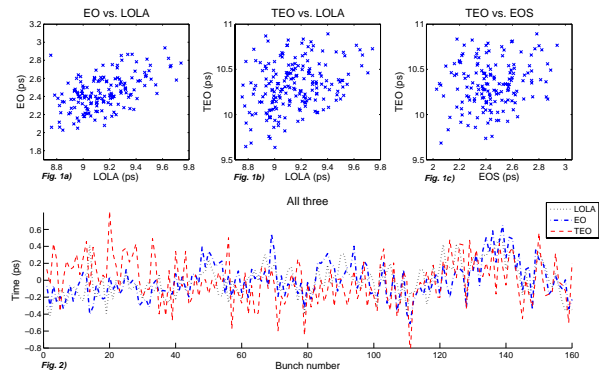 EO vs. LOLA
TEO vs. LOLA
TEO vs. EOS
3.2
3
2.8
2.6
2.4
2.2
2
1.8
EO (ps)
8.8 9 9.2 9.4 9.6 9.8
LOLA (ps)
Fig. 1a)
11
10.5
10
9.5
TEO (ps)
8.8 9 9.2 9.4 9.6 9.8
LOLA (ps)
Fig. 1b)
11
10.5
10
9.5
TEO (ps)
2 2.2 2.4 2.6 2.8 3
EOS (ps)
Fig. 1c)
All three
0.6
0.4
0.2
0
-0.2
-0.4
-0.6
-0.8
Time (ps)
LOLA
EO
TEO
0 20 40 60 80 100 120 140 160
Bunch number
Fig. 2)